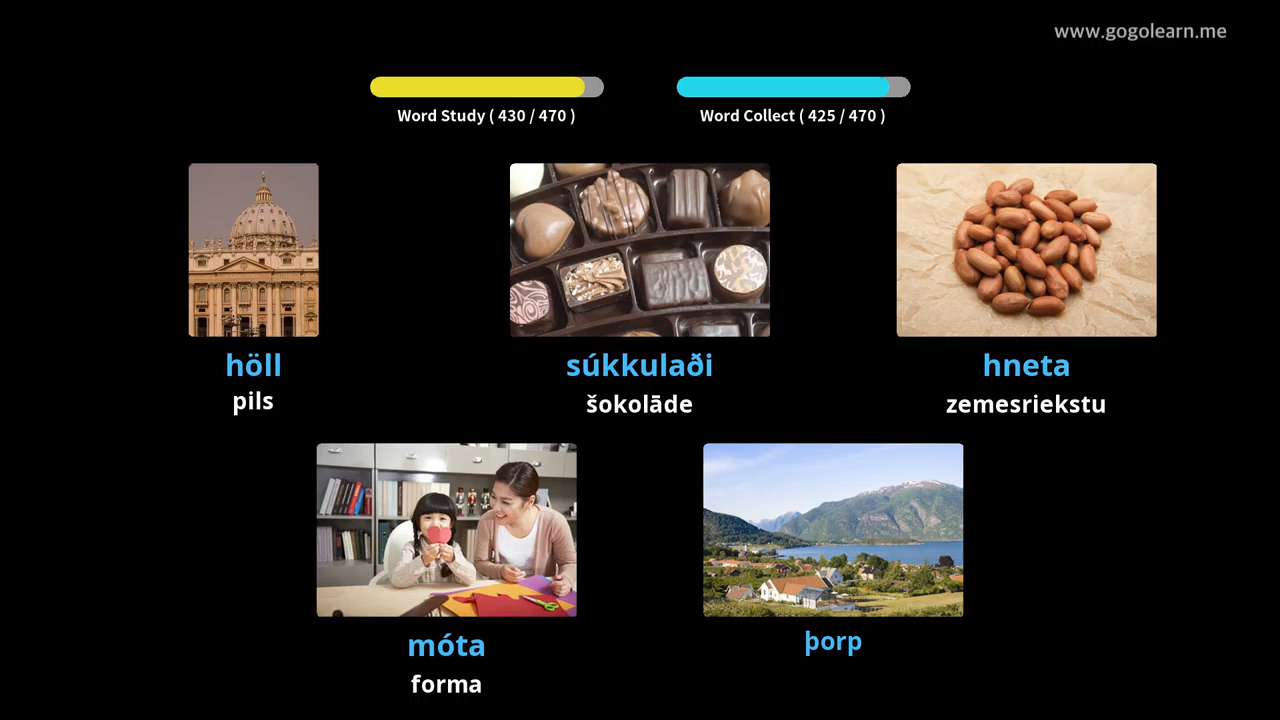 www.gogolearn.me
Word Study ( 430 / 470 )
Word Collect ( 425 / 470 )
höll
pils
súkkulaði
šokolāde
hneta
zemesriekstu
móta
forma
þorp